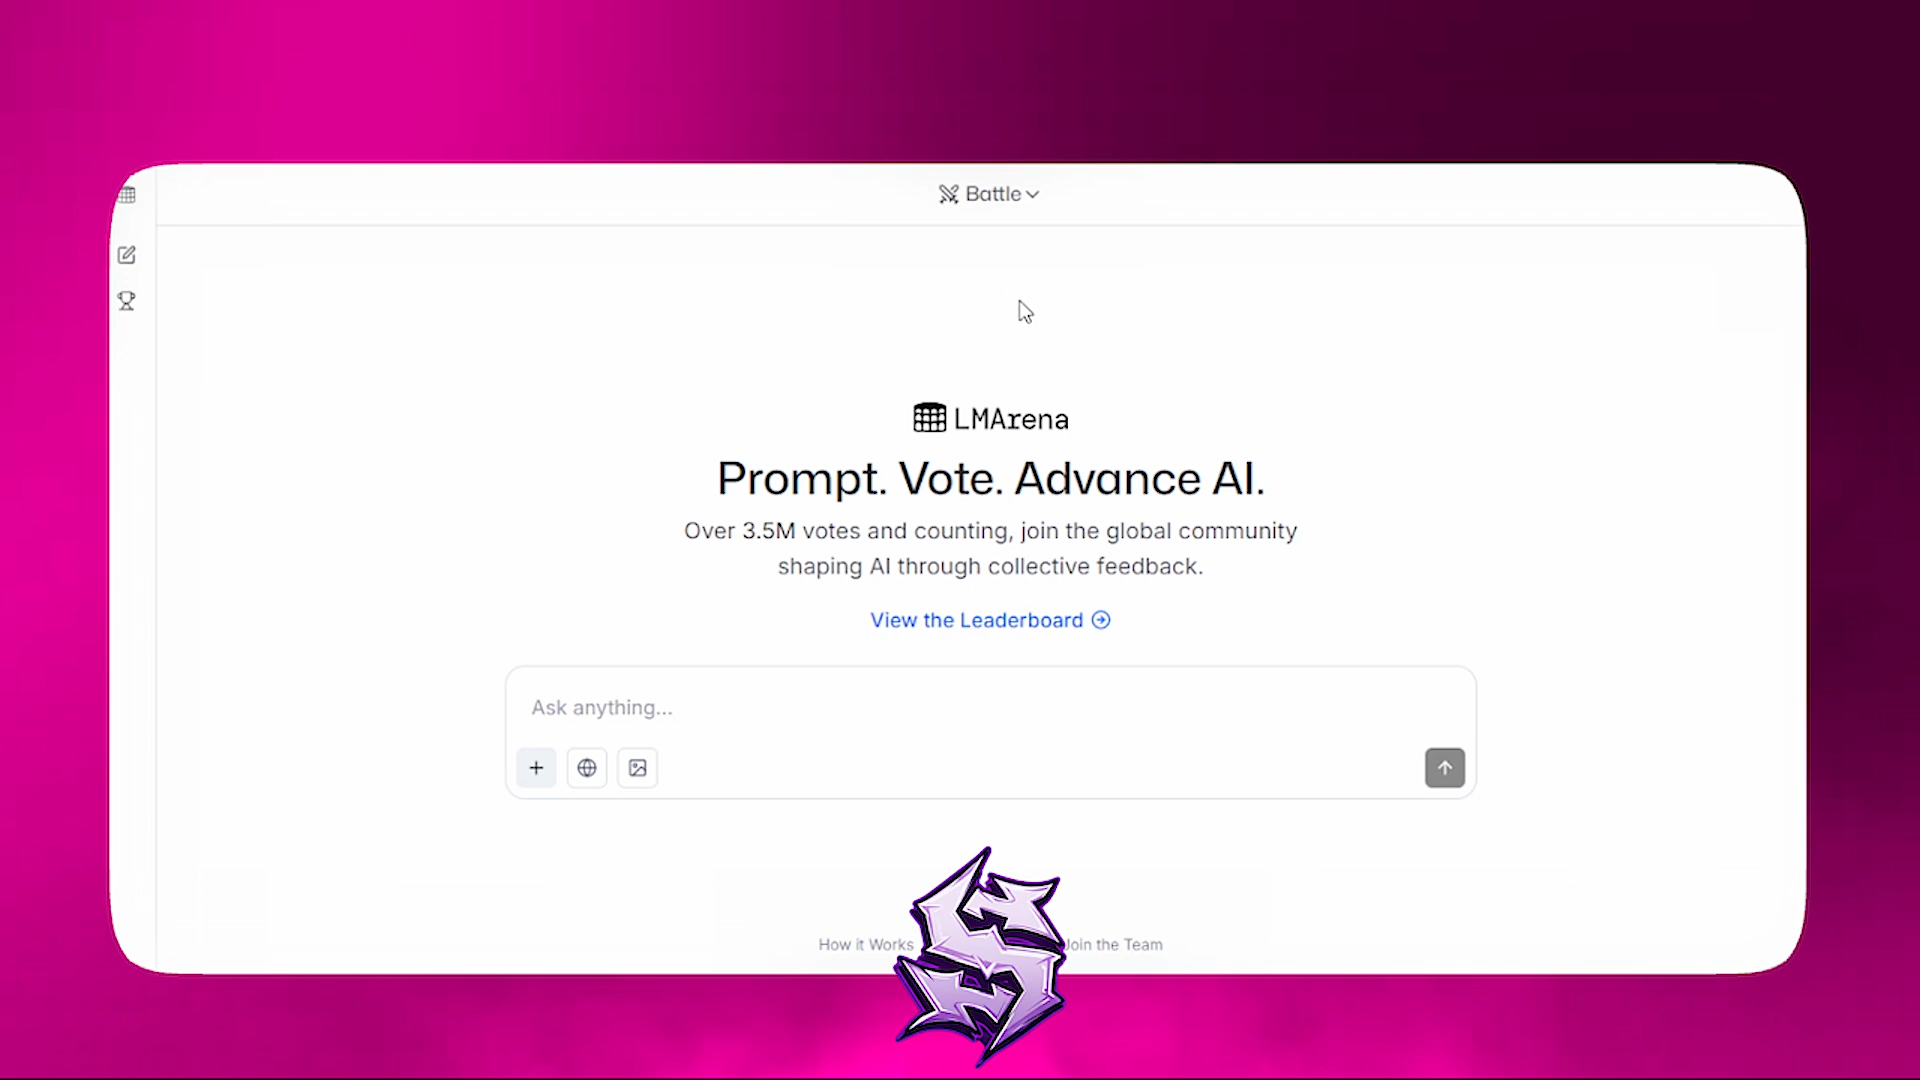 Battle
LMArena
Prompt. Vote. Advance AI.
Over 3.5M votes and counting, join the global community
shaping AI through collective feedback.
View the Leaderboard
Ask anything...
How it Works
Join the Team